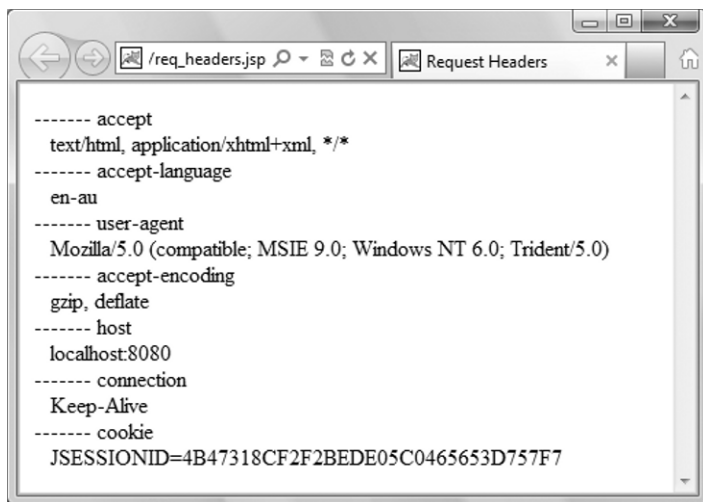 /req_headers.jsp
Request Headers
------- accept
text/html, application/xhtml+xml, */*
------- accept-language
en-au
------- user-agent
Mozilla/5.0 (compatible; MSIE 9.0; Windows NT 6.0; Trident/5.0)
------- accept-encoding
gzip, deflate
------- host
localhost:8080
------- connection
Keep-Alive
------- cookie
JSESSIONID=4B47318CF2F2BEDE05C0465653D757F7